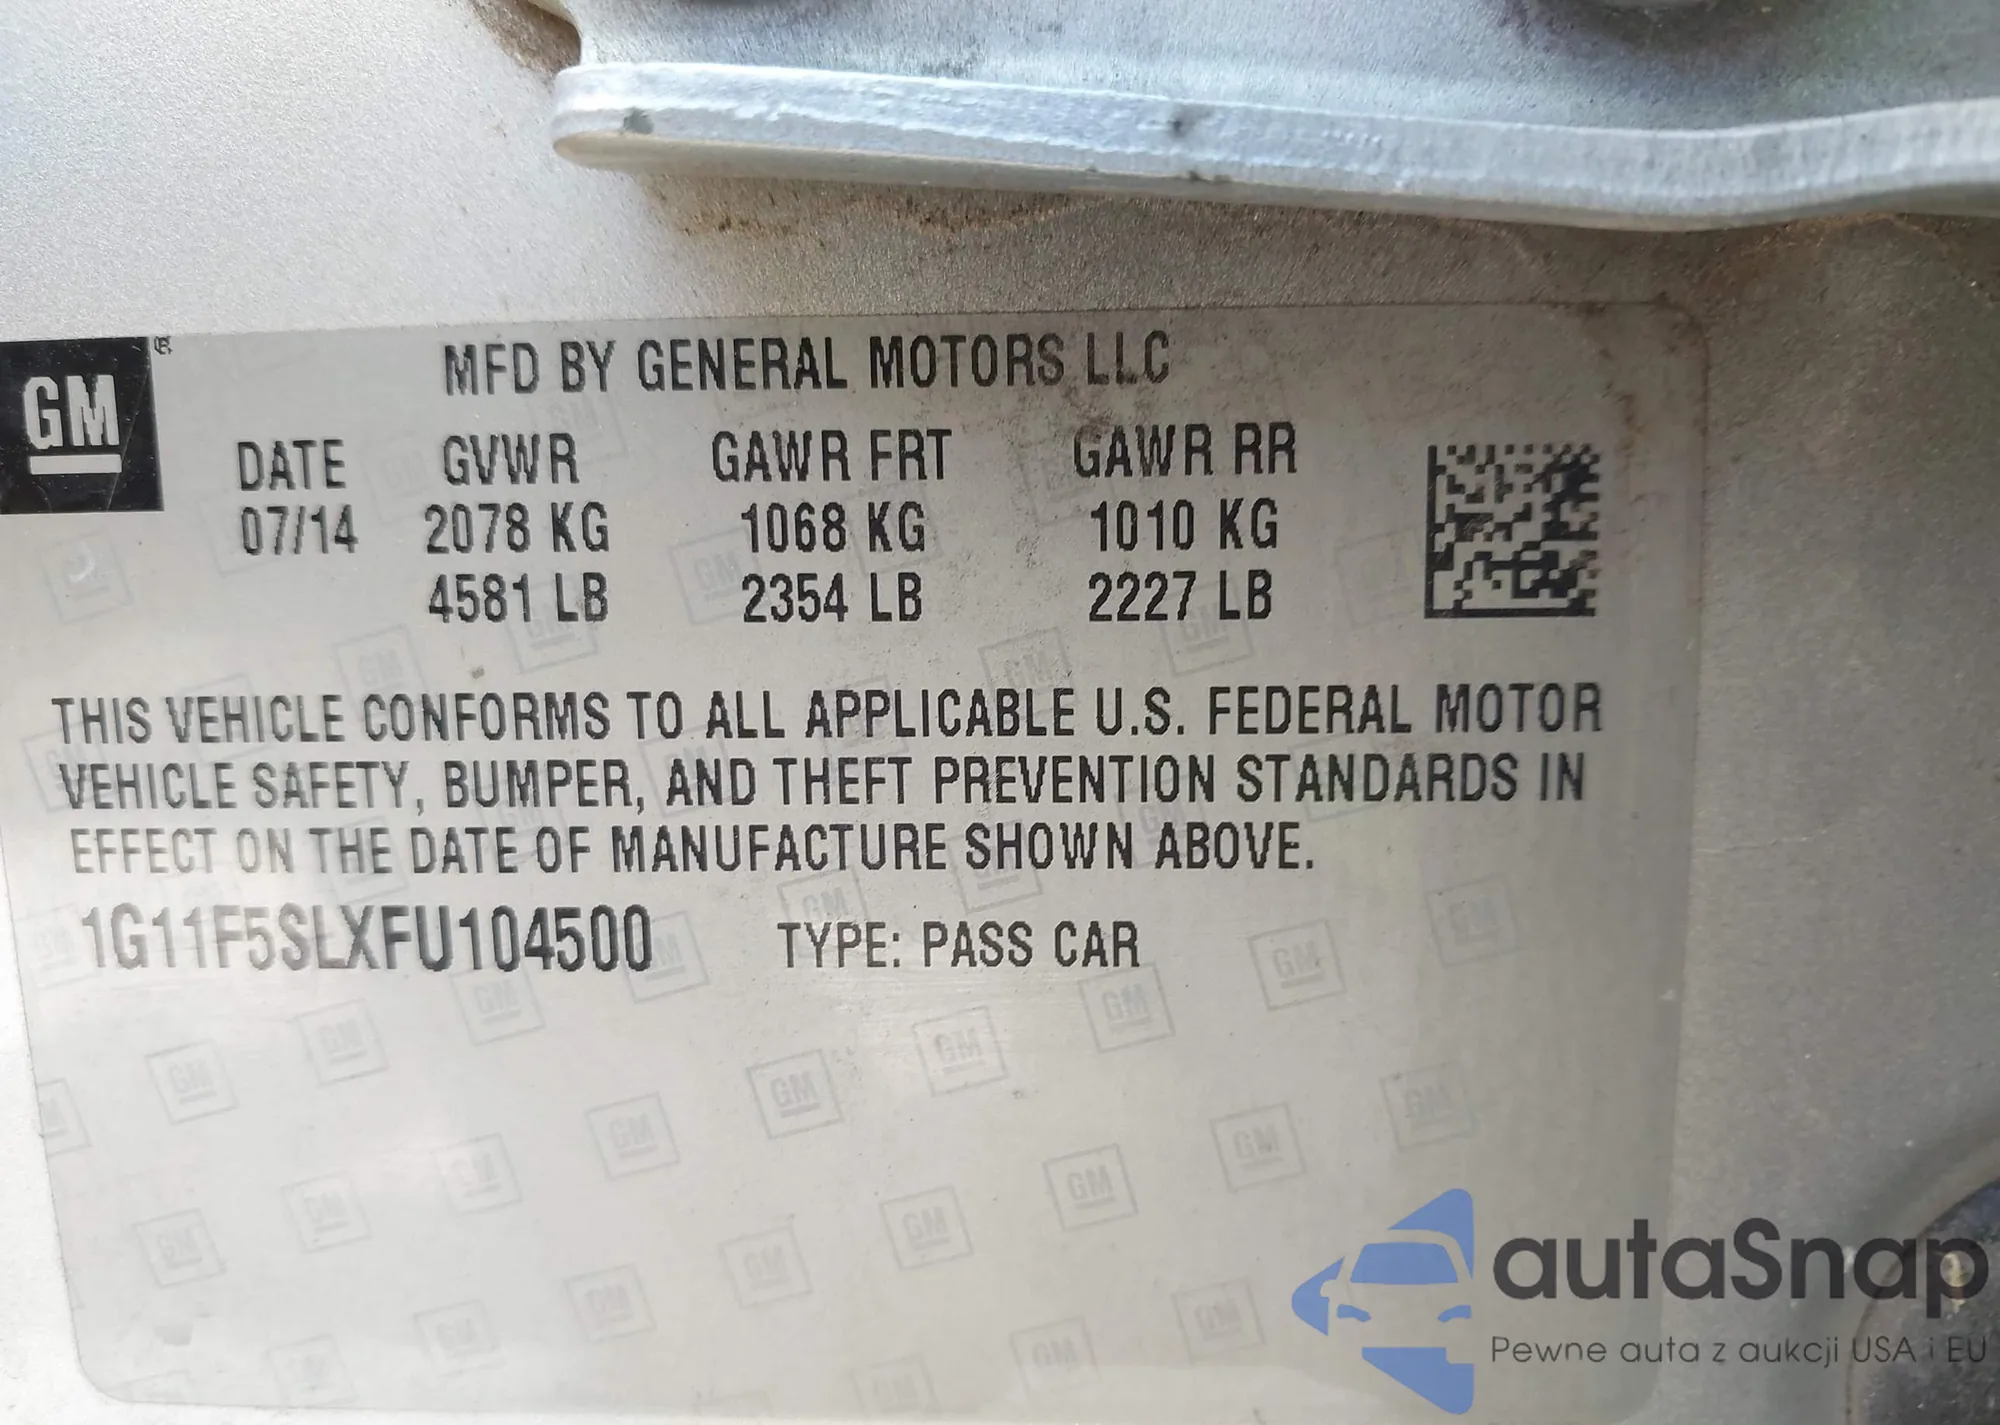 GM
MFD BY GENERAL MOTORS LLC
DATE GVWR GAWR FRT GAWR RR
07/14 2078 KG 1068 KG 1010 KG
4581 LB 2354 LB 2227 LB
THIS VEHICLE CONFORMS TO ALL APPLICABLE U.S. FEDERAL MOTOR
VEHICLE SAFETY, BUMPER, AND THEFT PREVENTION STANDARDS IN
EFFECT ON THE DATE OF MANUFACTURE SHOWN ABOVE.
1G11F5SLXFU104500 TYPE: PASS CAR
autaSnap
Pewne auta z aukcji USA i EU